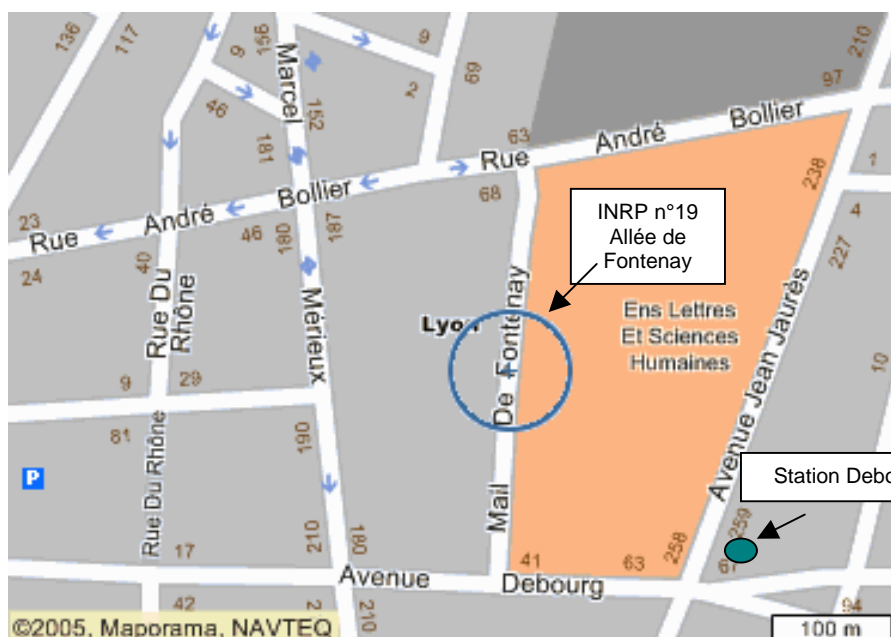 136
117
9
46
156
Marcel
152
181
9
2
69
63
Rue André Bollier
97
210
68
238
1
4
227
23
Rue André Bollier
24
46
180
187
40
Rue Du
Rhône
Mérieux
INRP n°19
Allée de
Fontenay
Lyon
Ens Lettres
Et Sciences
Humaines
Mail De Fontenay
Avenue Jean Jaurès
10
9
29
81
Rue Du Rhône
190
P
Station Debo
259
67
258
17
210
180
41
63
Avenue Debourg
42
2
210
94
©2005, Maporama, NAVTEQ
100 m